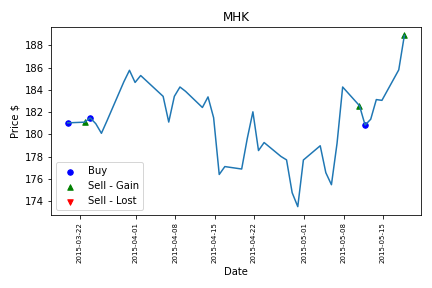 MHK
Price $
188
186
184
182
180
178
176
174
Buy
Sell - Gain
Sell - Lost
2015-03-22
2015-04-01
2015-04-08
2015-04-15
2015-04-22
2015-05-01
2015-05-08
2015-05-15
Date